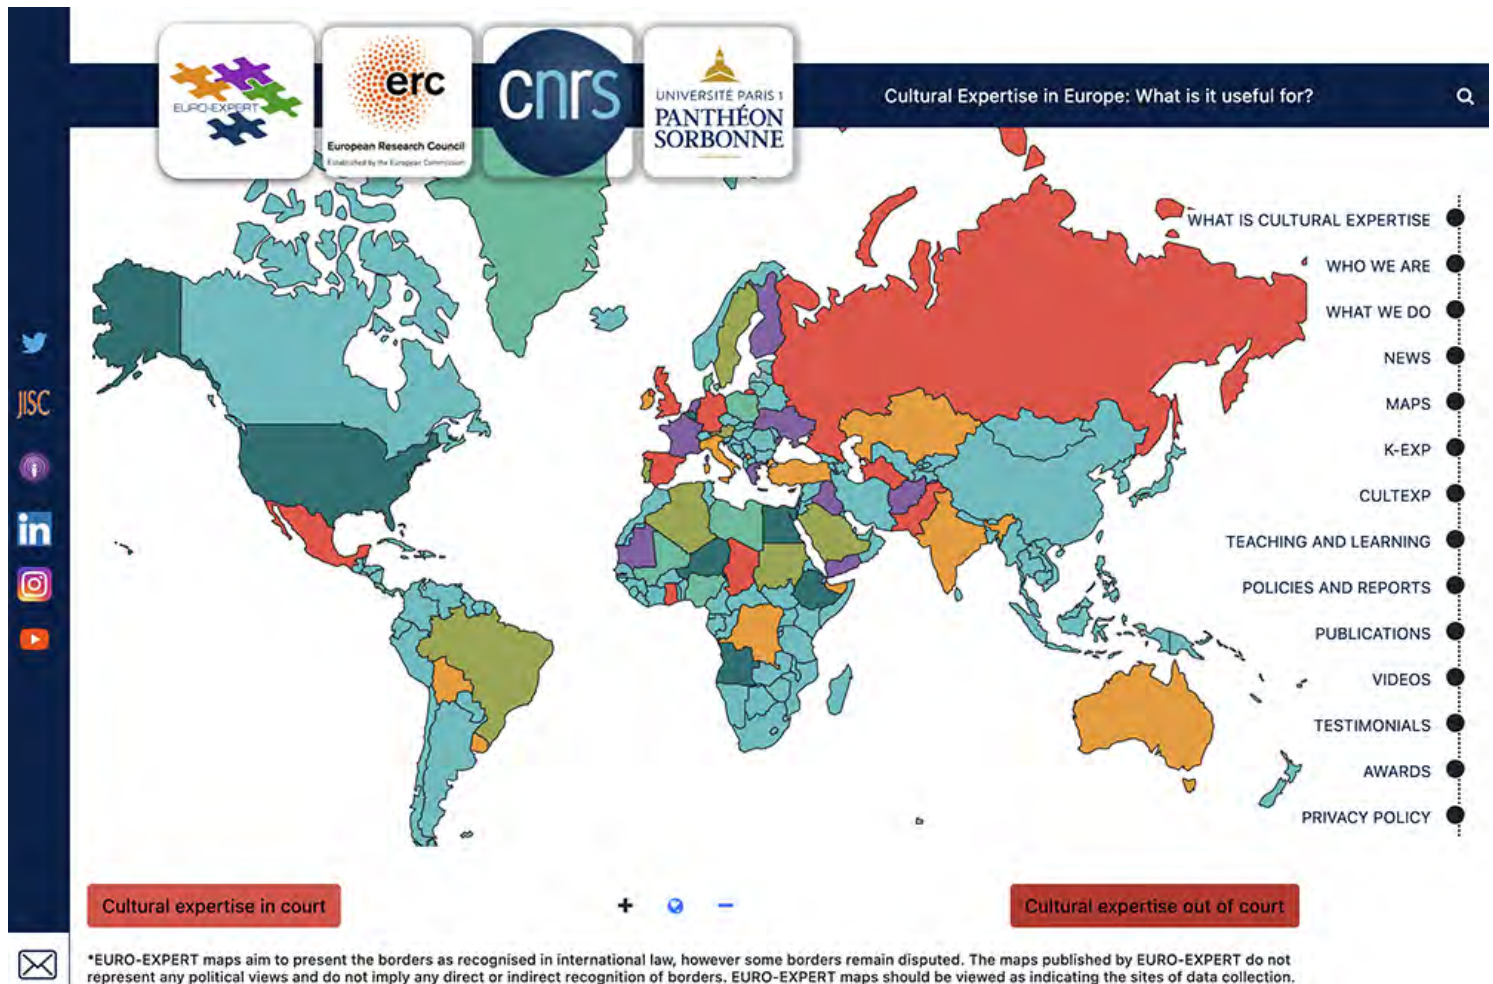 EURO-EXPERT
erc
European Research Council
Established by the European Commission
cnrs
UNIVERSITÉ PARIS 1
PANTHÉON
SORBONNE
Cultural Expertise in Europe: What is it useful for?
WHAT IS CULTURAL EXPERTISE
WHO WE ARE
WHAT WE DO
NEWS
MAPS
K-EXP
CULTEXP
TEACHING AND LEARNING
POLICIES AND REPORTS
PUBLICATIONS
VIDEOS
TESTIMONIALS
AWARDS
PRIVACY POLICY
JISC
in
Cultural expertise in court
+
−
Cultural expertise out of court
*EURO-EXPERT maps aim to present the borders as recognised in international law, however some borders remain disputed. The maps published by EURO-EXPERT do not
represent any political views and do not imply any direct or indirect recognition of borders. EURO-EXPERT maps should be viewed as indicating the sites of data collection.